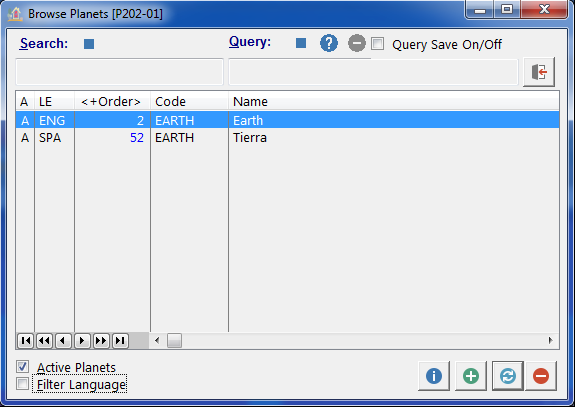 Browse Planets [P202-01]
Search: Query: ? Query Save On/Off
A LE <+Order> Code Name
A ENG 2 EARTH Earth
A SPA 52 EARTH Tierra
Active Planets
Filter Language